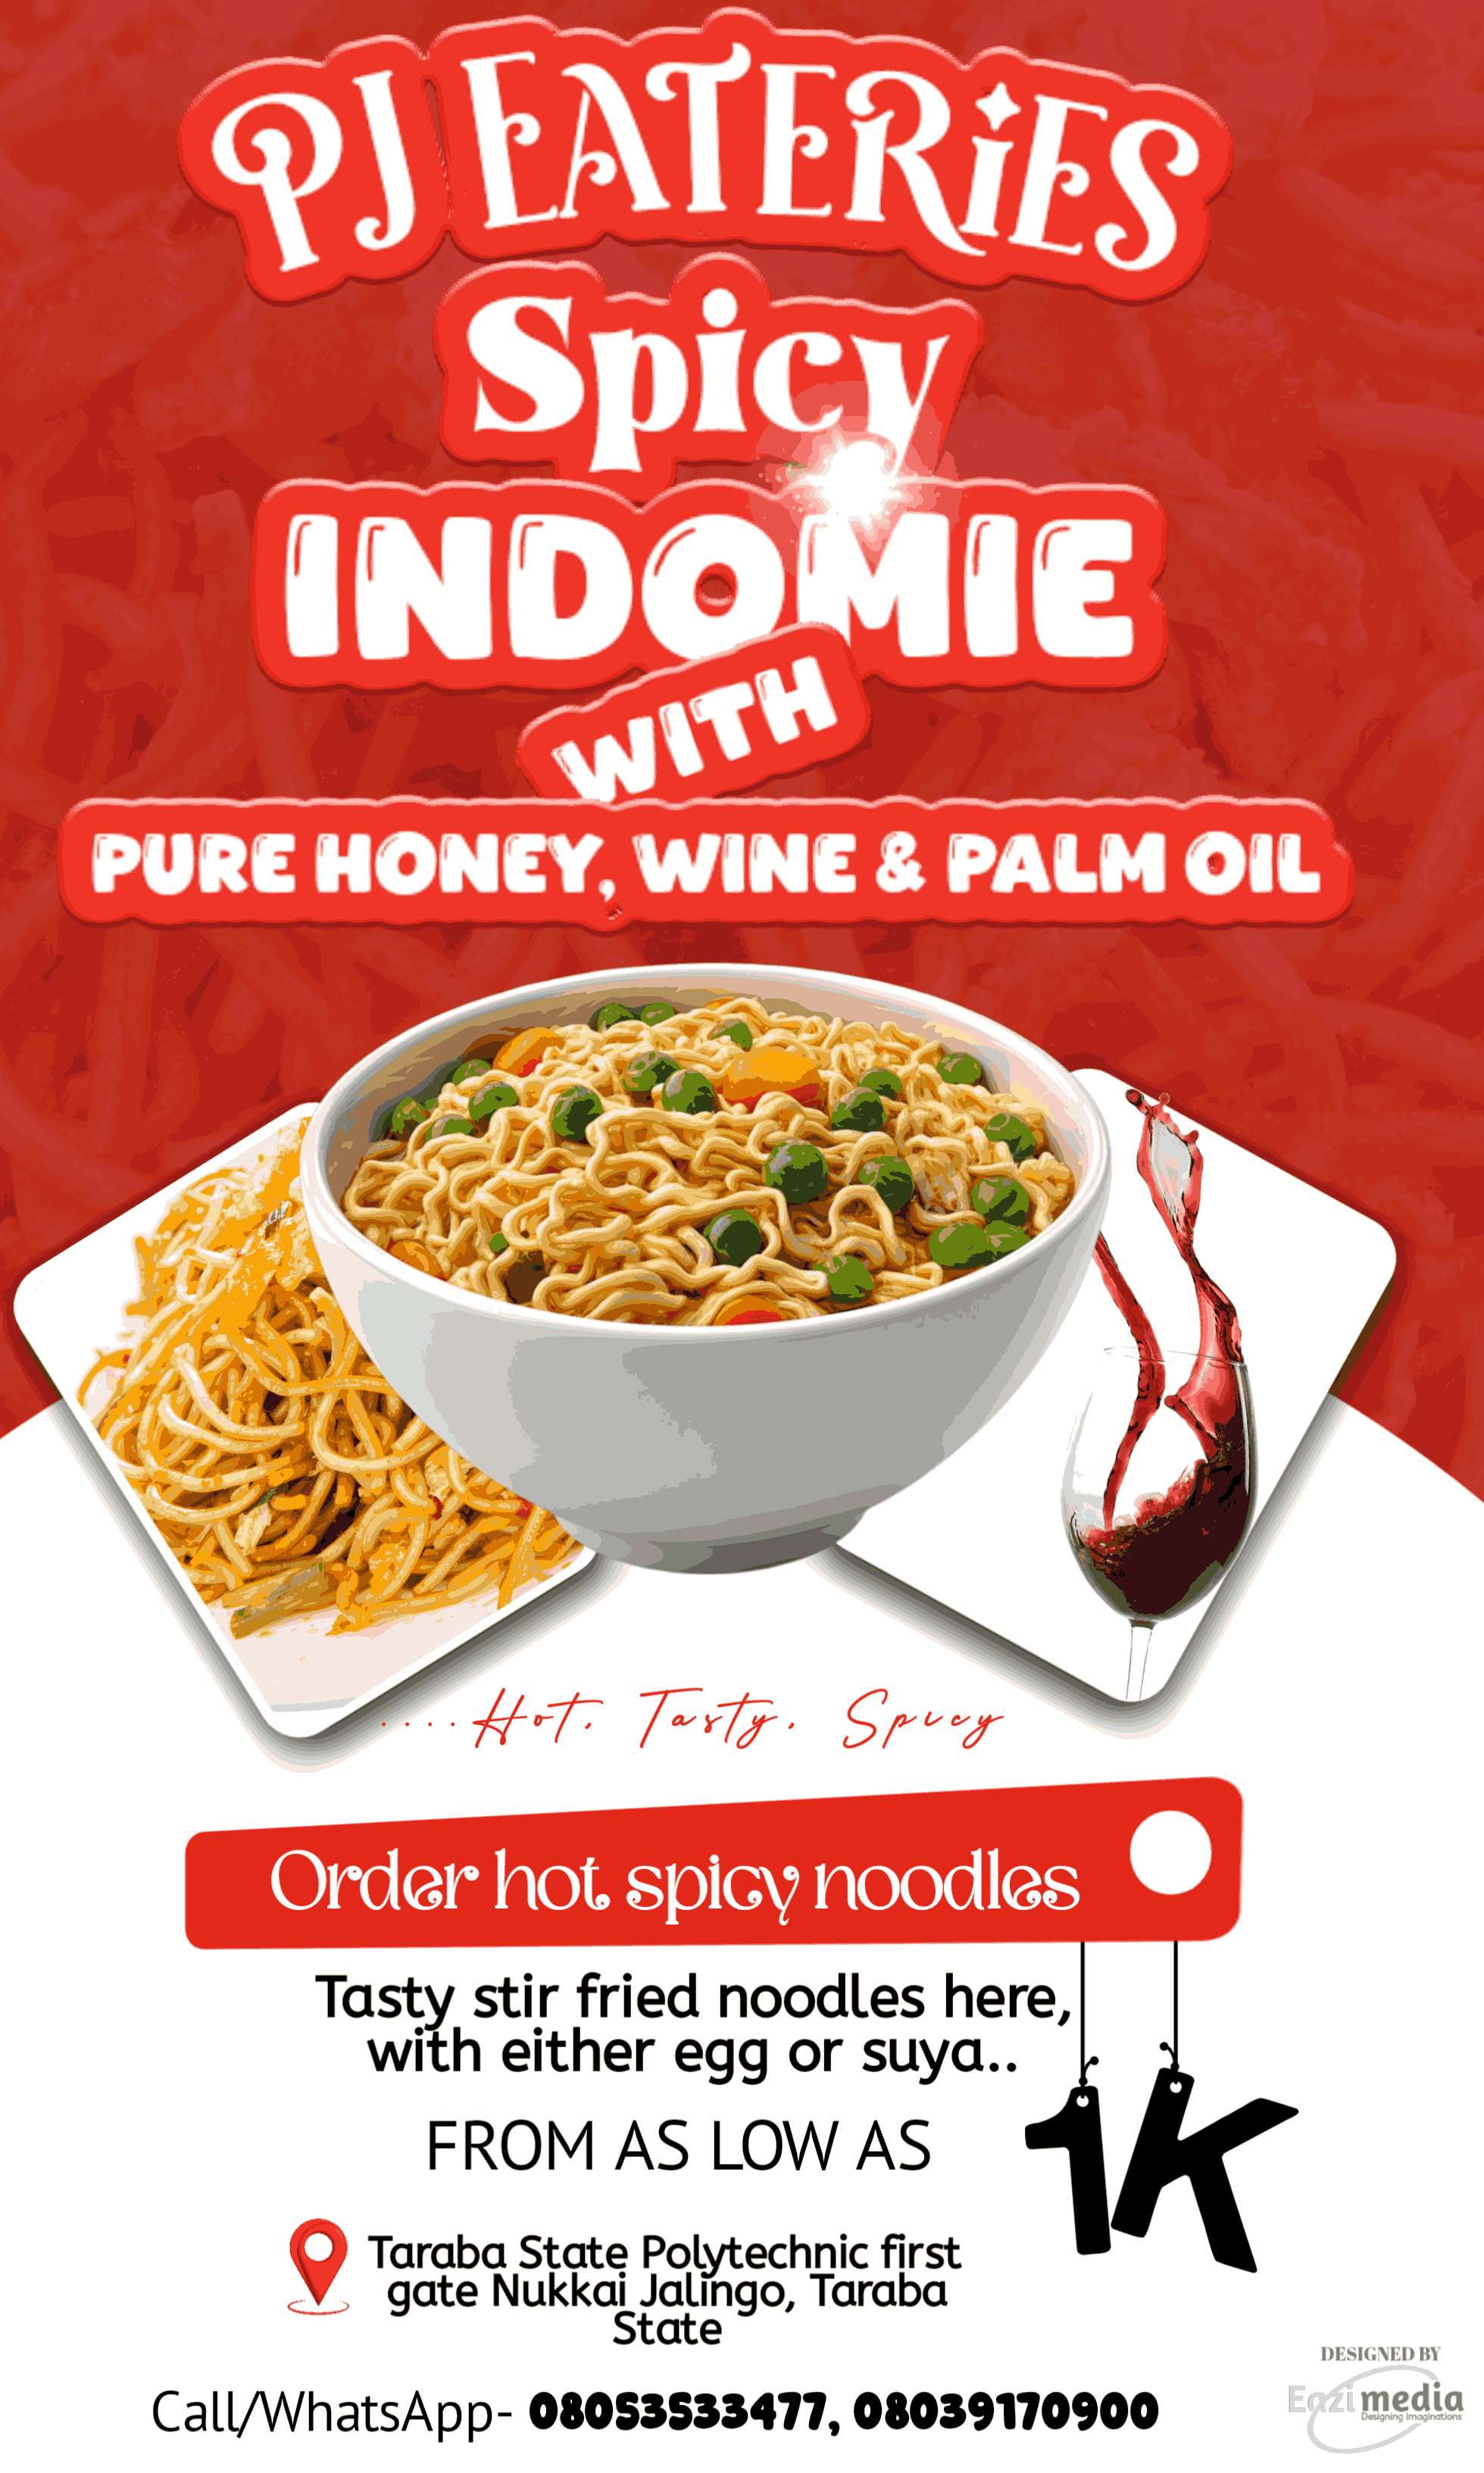 PJ EATERiES
Spicy
INDOMIE
WITH
PURE HONEY, WINE & PALM OIL
....Hot, Tasty, Spicy
Order hot spicy noodles
Tasty stir fried noodles here,
with either egg or suya..
FROM AS LOW AS
1K
Taraba State Polytechnic first
gate Nukkai Jalingo, Taraba
State
Call/WhatsApp- 08053533477, 08039170900
DESIGNED BY
Eazimedia
Designing Imaginations